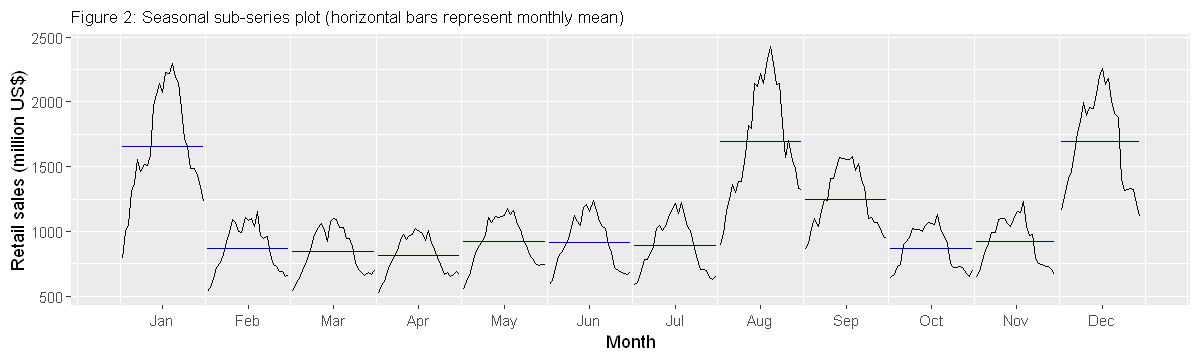 Figure 2: Seasonal sub-series plot (horizontal bars represent monthly mean)
Retail sales (million US$)
2500
2000
1500
1000
500
Jan Feb Mar Apr May Jun Jul Aug Sep Oct Nov Dec
Month